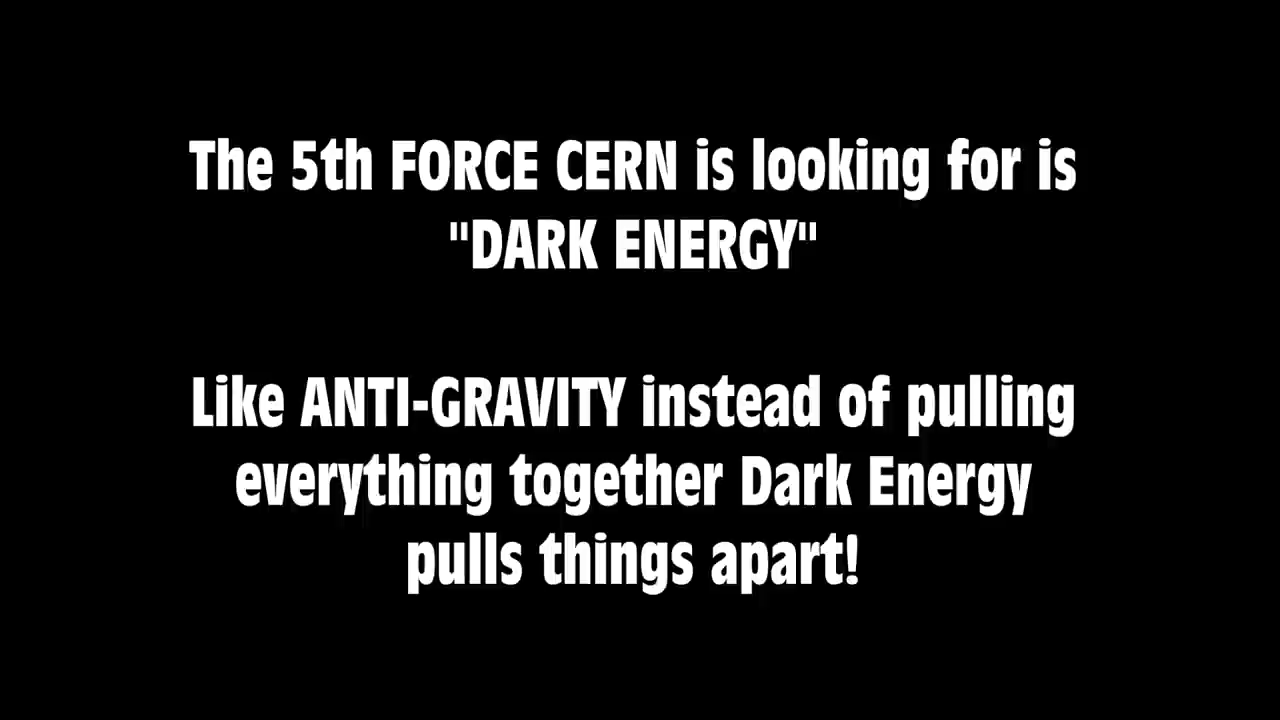 The 5th FORCE CERN is looking for is
"DARK ENERGY"
Like ANTI-GRAVITY instead of pulling
everything together Dark Energy
pulls things apart!